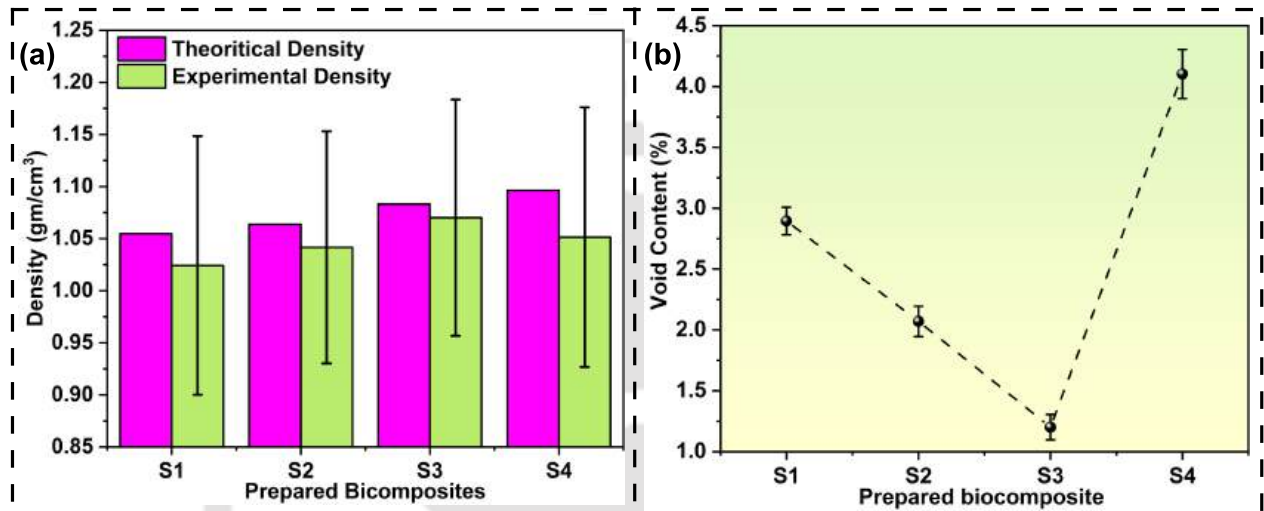 (a)
Theoritical Density
Experimental Density
Density (gm/cm³)
1.25
1.20
1.15
1.10
1.05
1.00
0.95
0.90
0.85
S1 S2 S3 S4
Prepared Bicomposites
(b)
Void Content (%)
4.5
4.0
3.5
3.0
2.5
2.0
1.5
1.0
S1 S2 S3 S4
Prepared biocomposite